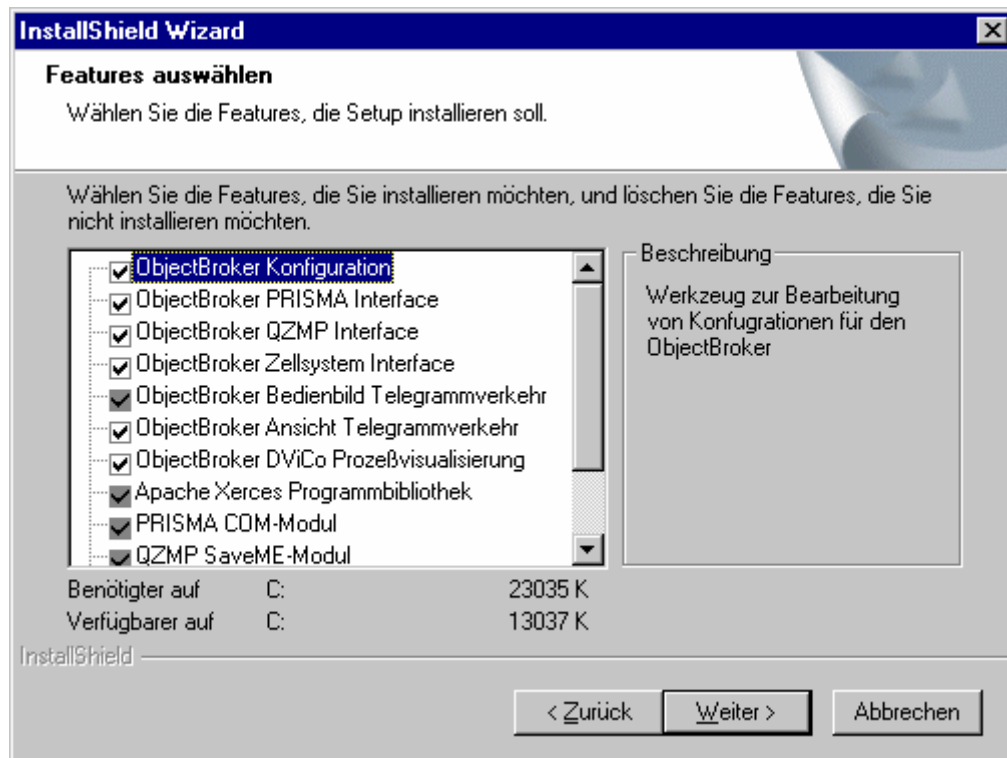 InstallShield Wizard
Features auswählen
Wählen Sie die Features, die Setup installieren soll.
Wählen Sie die Features, die Sie installieren möchten, und löschen Sie die Features, die Sie
nicht installieren möchten.
ObjectBroker Konfiguration
ObjectBroker PRISMA Interface
ObjectBroker QZMP Interface
ObjectBroker Zellsystem Interface
ObjectBroker Bedienbild Telegrammverkehr
ObjectBroker Ansicht Telegrammverkehr
ObjectBroker DViCo Prozeßvisualisierung
Apache Xerces Programmbibliothek
PRISMA COM-Modul
QZMP SaveME-Modul
Beschreibung
Werkzeug zur Bearbeitung
von Konfugrationen für den
ObjectBroker
Benötigter auf C: 23035 K
Verfügbarer auf C: 13037 K
InstallShield
< Zurück
Weiter >
Abbrechen